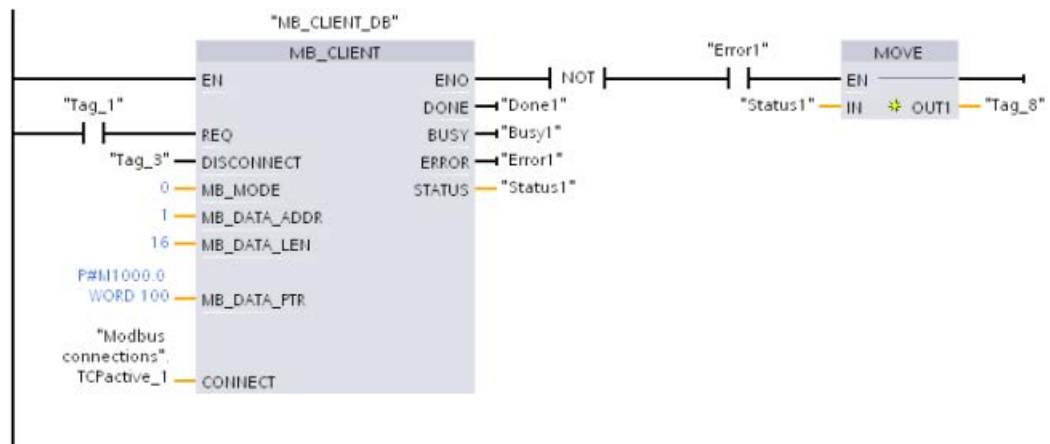 "MB_CLIENT_DB"
MB_CLIENT
"Error1"
MOVE
EN
ENO
NOT
EN
"Tag_1"
DONE
"Done1"
"Status1"
IN
OUT1
"Tag_8"
REQ
BUSY
"Busy1"
"Tag_3"
DISCONNECT
ERROR
"Error1"
0
MB_MODE
STATUS
"Status1"
1
MB_DATA_ADDR
16
MB_DATA_LEN
P#M1000.0
WORD 100
MB_DATA_PTR
"Modbus
connections".
TCPactive_1
CONNECT